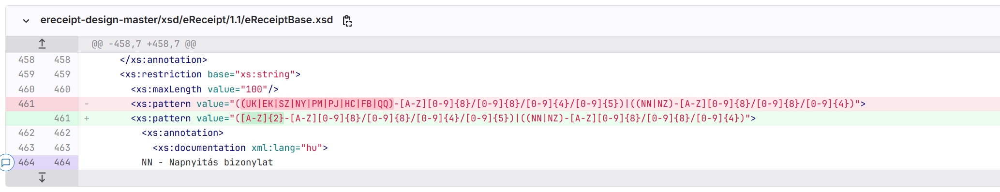 ereceipt-design-master/xsd/eReceipt/1.1/eReceiptBase.xsd
@@ -458,7 +458,7 @@
458 458 </xs:annotation>
459 459 <xs:restriction base="xs:string">
460 460 <xs:maxLength value="100"/>
461 - <xs:pattern value="((UK|EK|SZ|NY|PM|PJ|HC|FB|QQ)-[A-Z][0-9]{8}/[0-9]{8}/[0-9]{4}/[0-9]{5})|((NN|NZ)-[A-Z][0-9]{8}/[0-9]{8}/[0-9]{4})">
461 + <xs:pattern value="([A-Z]{2}-[A-Z][0-9]{8}/[0-9]{8}/[0-9]{4}/[0-9]{5})|((NN|NZ)-[A-Z][0-9]{8}/[0-9]{8}/[0-9]{4})">
462 462 <xs:annotation>
463 463 <xs:documentation xml:lang="hu">
464 464 NN - Napnyitás bizonylat